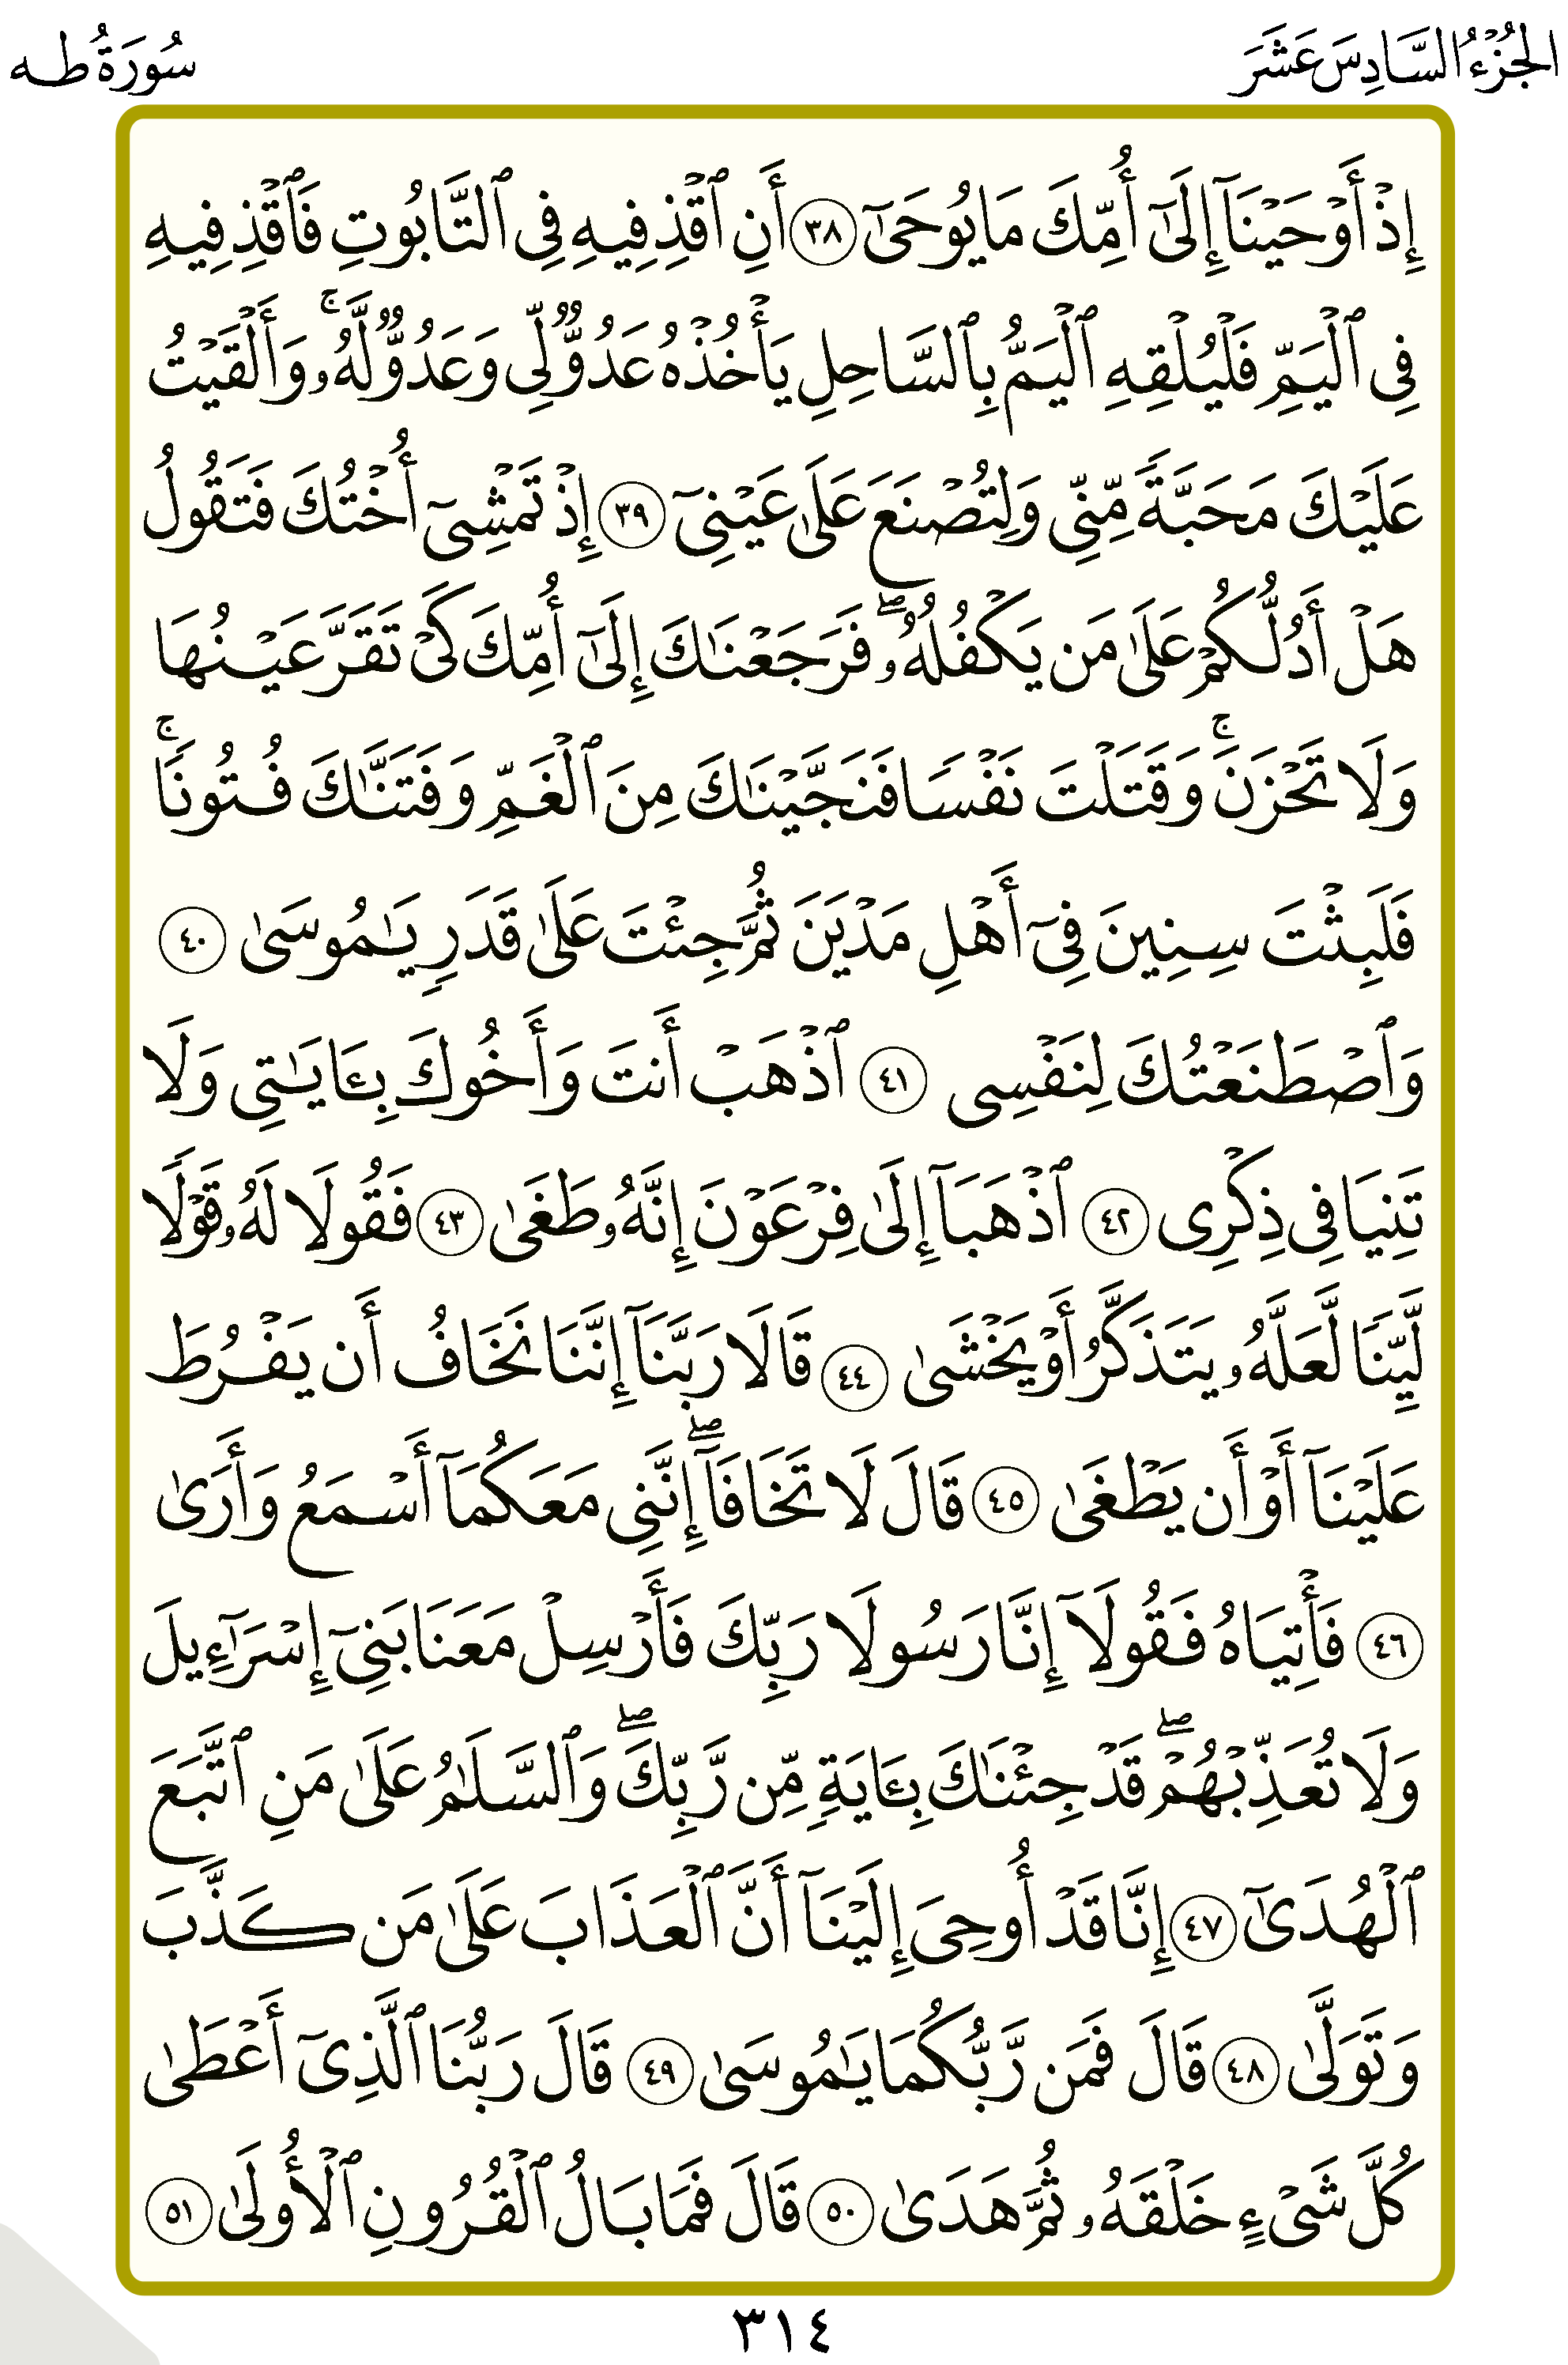 الجُزْءُ السَّادِسَ عَشَرَ
سُورَةُ طه
إِذۡ أَوۡحَيۡنَآ إِلَىٰٓ أُمِّكَ مَا يُوحَىٰٓ ٣٨ أَنِ ٱقۡذِفِيهِ فِي ٱلتَّابُوتِ فَٱقۡذِفِيهِ
فِي ٱلۡيَمِّ فَلۡيُلۡقِهِ ٱلۡيَمُّ بِٱلسَّاحِلِ يَأۡخُذۡهُ عَدُوّٞ لِّي وَعَدُوّٞ لَّهُۥۚ وَأَلۡقَيۡتُ
عَلَيۡكَ مَحَبَّةٗ مِّنِّي وَلِتُصۡنَعَ عَلَىٰ عَيۡنِيٓ ٣٩ إِذۡ تَمۡشِيٓ أُخۡتُكَ فَتَقُولُ
هَلۡ أَدُلُّكُمۡ عَلَىٰ مَن يَكۡفُلُهُۥۖ فَرَجَعۡنَٰكَ إِلَىٰٓ أُمِّكَ كَيۡ تَقَرَّ عَيۡنُهَا
وَلَا تَحۡزَنَۚ وَقَتَلۡتَ نَفۡسٗا فَنَجَّيۡنَٰكَ مِنَ ٱلۡغَمِّ وَفَتَنَّٰكَ فُتُونٗاۚ
فَلَبِثۡتَ سِنِينَ فِيٓ أَهۡلِ مَدۡيَنَ ثُمَّ جِئۡتَ عَلَىٰ قَدَرٖ يَٰمُوسَىٰ ٤٠
وَٱصۡطَنَعۡتُكَ لِنَفۡسِي ٤١ ٱذۡهَبۡ أَنتَ وَأَخُوكَ بِـَٔايَٰتِي وَلَا
تَنِيَا فِي ذِكۡرِي ٤٢ ٱذۡهَبَآ إِلَىٰ فِرۡعَوۡنَ إِنَّهُۥ طَغَىٰ ٤٣ فَقُولَا لَهُۥ قَوۡلٗا
لَّيِّنٗا لَّعَلَّهُۥ يَتَذَكَّرُ أَوۡ يَخۡشَىٰ ٤٤ قَالَا رَبَّنَآ إِنَّنَا نَخَافُ أَن يَفۡرُطَ
عَلَيۡنَآ أَوۡ أَن يَطۡغَىٰ ٤٥ قَالَ لَا تَخَافَآۖ إِنَّنِي مَعَكُمَآ أَسۡمَعُ وَأَرَىٰ
٤٦ فَأۡتِيَاهُ فَقُولَآ إِنَّا رَسُولَا رَبِّكَ فَأَرۡسِلۡ مَعَنَا بَنِيٓ إِسۡرَٰٓءِيلَ
وَلَا تُعَذِّبۡهُمۡۖ قَدۡ جِئۡنَٰكَ بِـَٔايَةٖ مِّن رَّبِّكَۖ وَٱلسَّلَٰمُ عَلَىٰ مَنِ ٱتَّبَعَ
ٱلۡهُدَىٰٓ ٤٧ إِنَّا قَدۡ أُوحِيَ إِلَيۡنَآ أَنَّ ٱلۡعَذَابَ عَلَىٰ مَن كَذَّبَ
وَتَوَلَّىٰ ٤٨ قَالَ فَمَن رَّبُّكُمَا يَٰمُوسَىٰ ٤٩ قَالَ رَبُّنَا ٱلَّذِيٓ أَعۡطَىٰ
كُلَّ شَيۡءٍ خَلۡقَهُۥ ثُمَّ هَدَىٰ ٥٠ قَالَ فَمَا بَالُ ٱلۡقُرُونِ ٱلۡأُولَىٰ ٥١
٣١٤